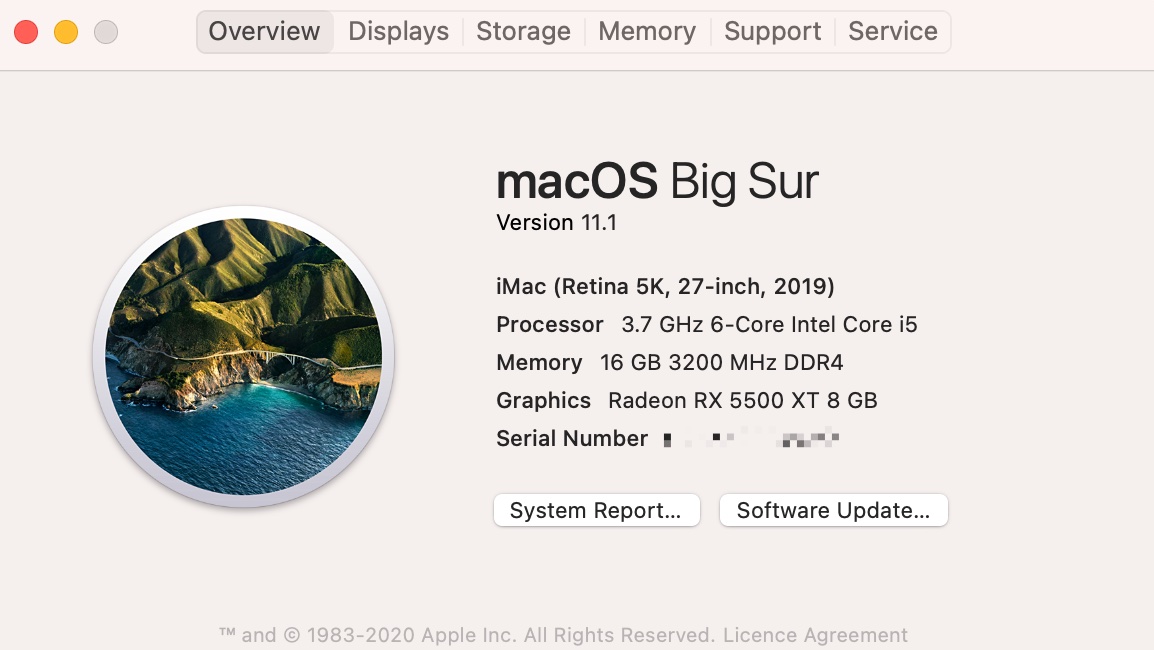 Overview Displays Storage Memory Support Service
macOS Big Sur
Version 11.1
iMac (Retina 5K, 27-inch, 2019)
Processor 3.7 GHz 6-Core Intel Core i5
Memory 16 GB 3200 MHz DDR4
Graphics Radeon RX 5500 XT 8 GB
Serial Number
System Report... Software Update...
™ and © 1983-2020 Apple Inc. All Rights Reserved. Licence Agreement